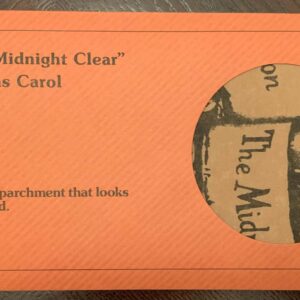 Midnight Clear”
as Carol
parchment that looks
d.
on
The Mid